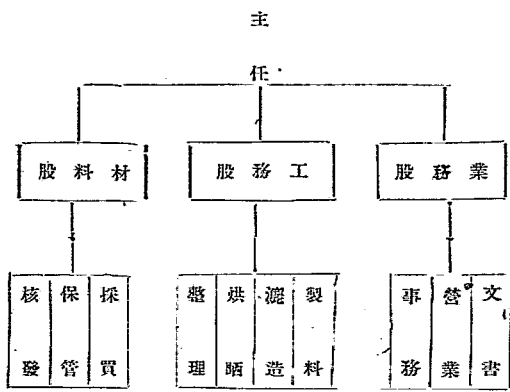 主任
業務股
工務股
材料股
文書
營業
事務
製料
漉造
烘晒
整理
採買
保管
核發